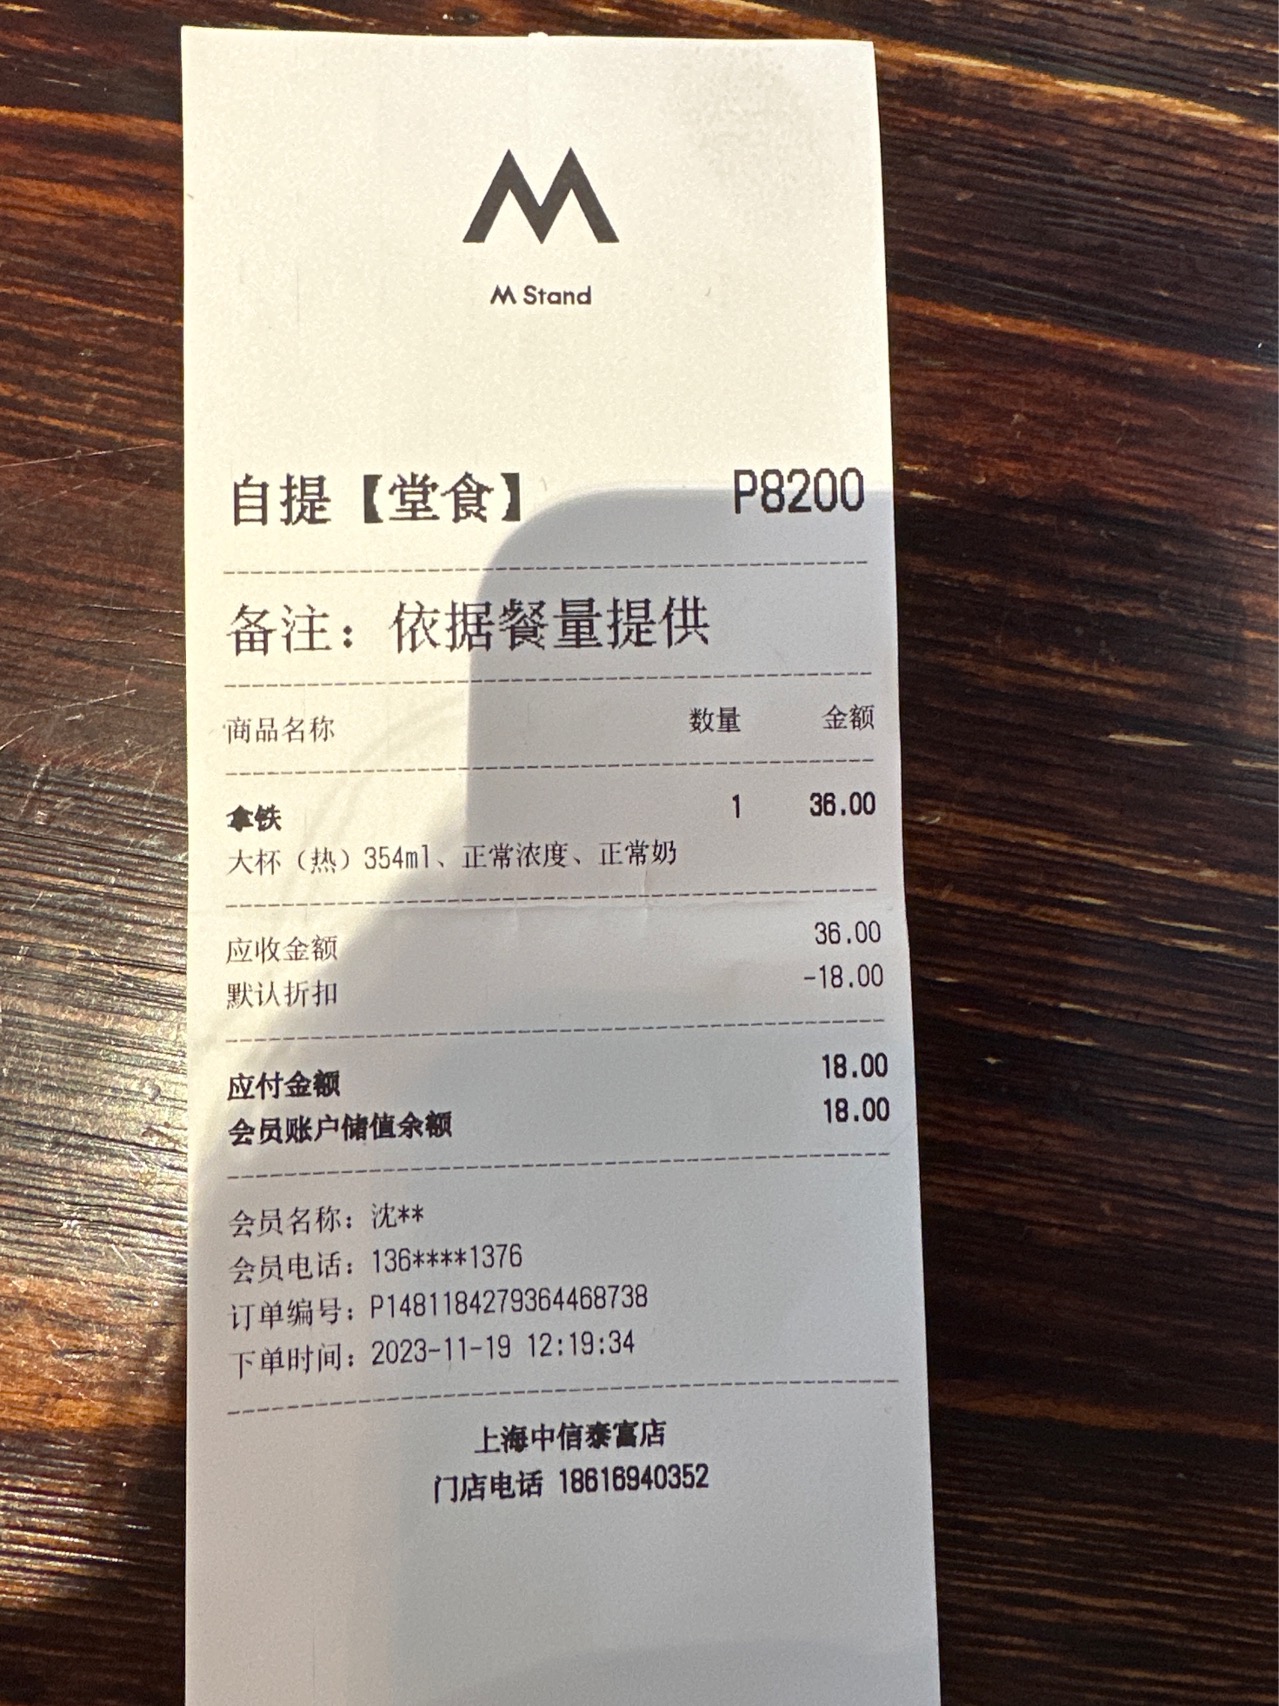 M
M Stand
自提【堂食】 P8200
备注：依据餐量提供
商品名称 数量 金额
拿铁 1 36.00
大杯（热）354ml、正常浓度、正常奶
应收金额 36.00
默认折扣 -18.00
应付金额 18.00
会员账户储值余额 18.00
会员名称：沈**
会员电话：136****1376
订单编号：P1481184279364468738
下单时间：2023-11-19 12:19:34
上海中信泰富店
门店电话 18616940352